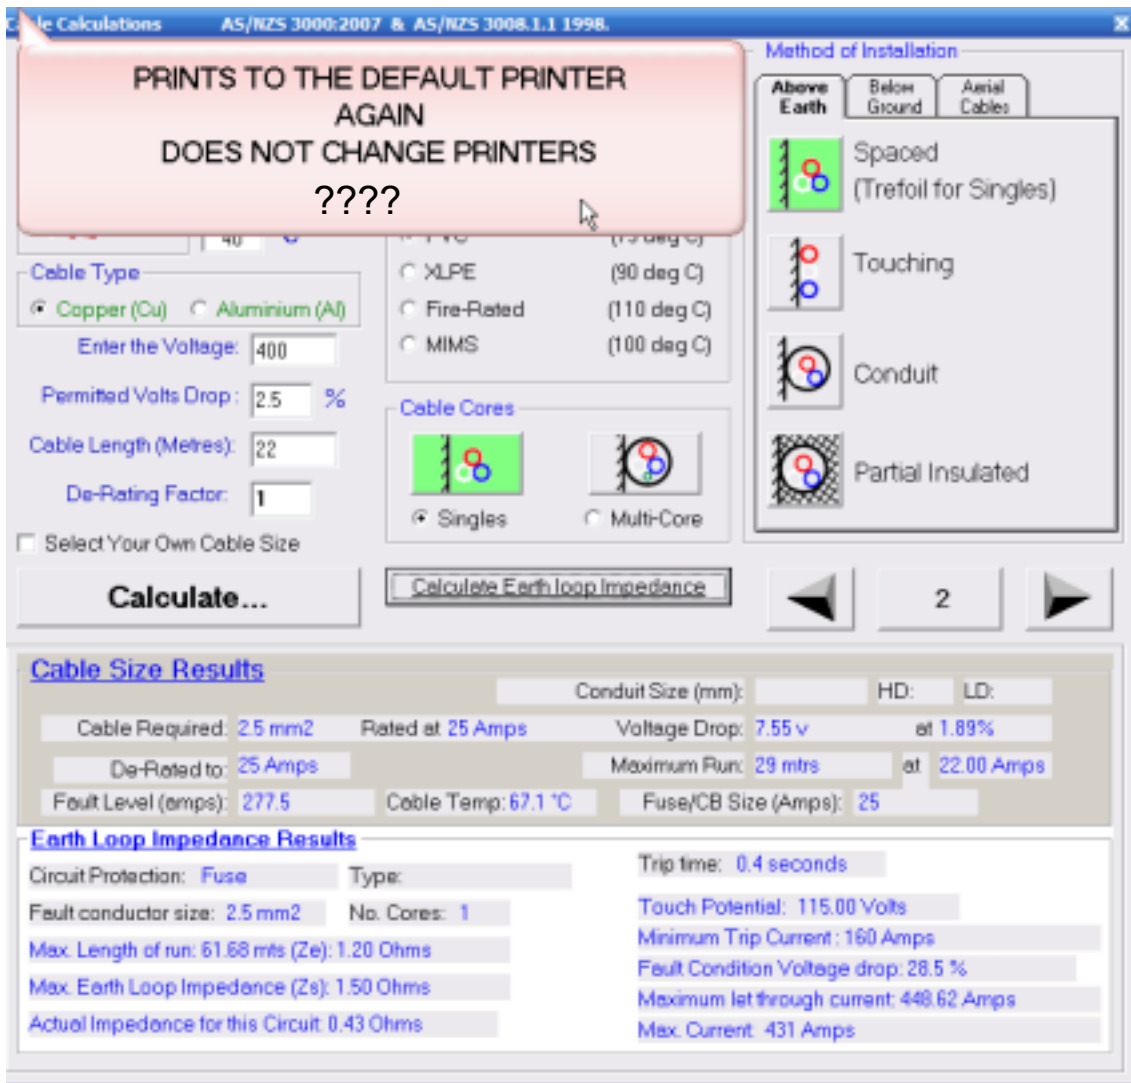 Cable Calculations AS/NZS 3000:2007 & AS/NZS 3008.1.1 1998.
PRINTS TO THE DEFAULT PRINTER
AGAIN
DOES NOT CHANGE PRINTERS
????
Method of Installation
Above Earth
Below Ground
Aerial Cables
Spaced
(Trefoil for Singles)
Touching
Conduit
Partial Insulated
40
PVC (75 deg C)
Cable Type
Copper (Cu) Aluminium (Al)
XLPE (90 deg C)
Fire-Rated (110 deg C)
MIMS (100 deg C)
Enter the Voltage: 400
Permitted Volts Drop : 2.5 %
Cable Length (Metres): 22
De-Rating Factor: 1
Select Your Own Cable Size
Cable Cores
Singles Multi-Core
Calculate...
Calculate Earth loop Impedance
2
Cable Size Results
Conduit Size (mm): HD: LD:
Cable Required: 2.5 mm2 Rated at 25 Amps Voltage Drop: 7.55 v at 1.89%
De-Rated to: 25 Amps Maximum Run: 29 mtrs at 22.00 Amps
Fault Level (amps): 277.5 Cable Temp: 67.1 °C Fuse/CB Size (Amps): 25
Earth Loop Impedance Results
Circuit Protection: Fuse Type:
Trip time: 0.4 seconds
Fault conductor size: 2.5 mm2 No. Cores: 1
Touch Potential: 115.00 Volts
Max. Length of run: 61.68 mts (Ze): 1.20 Ohms
Minimum Trip Current : 160 Amps
Fault Condition Voltage drop: 28.5 %
Max. Earth Loop Impedance (Zs): 1.50 Ohms
Maximum let through current: 448.62 Amps
Actual Impedance for this Circuit: 0.43 Ohms
Max. Current 431 Amps